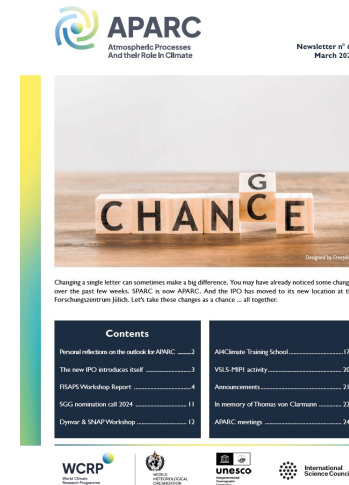 APARC
Atmospheric Processes
And their Role in Climate
Newsletter n°
March
CHANGCE
Designed by
Changing a single letter can sometimes make a big difference. You may have already noticed some
over the past few weeks. SPARC is now APARC. And the IPO has moved to its new location at
Forschungszentrum Jülich. Let's take these changes as a chance ... all together.
Contents
Personal reflections on the outlook for APARC ........2
The new IPO introduces itself ........................3
FISAPS Workshop Report ..........................4
SGG nomination call 2024 ........................11
Dynvar & SNAP Workshop .......................12
AI4Climate Training School........................17
VSLS-MIPI activity...................................20
Announcements......................................21
In memory of Thomas von Clarmann ............22
APARC meetings ....................................24
WCRP
World Climate
Research Programme
WORLD
METEOROLOGICAL
ORGANIZATION
unesco
Intergovernmental
Oceanographic
Commission
International
Science